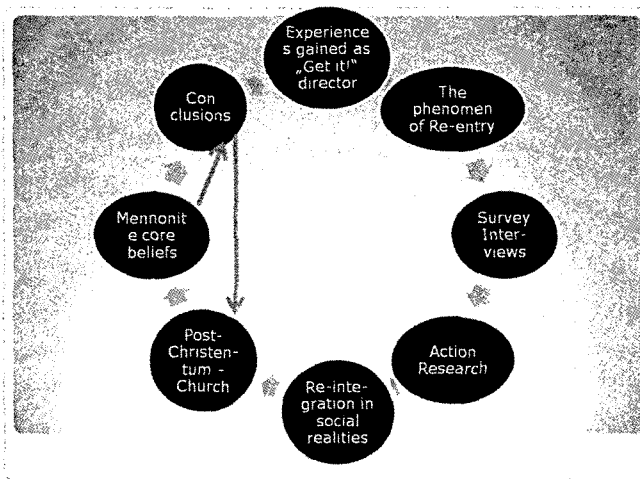 Experience
s gained as
„Get it!“
director
The
phenomen
of Re-entry
Survey
Inter-
views
Action
Research
Re-inte-
gration in
social
realities
Post-
Christen-
tum -
Church
Mennonit
e core
beliefs
Con
clusions